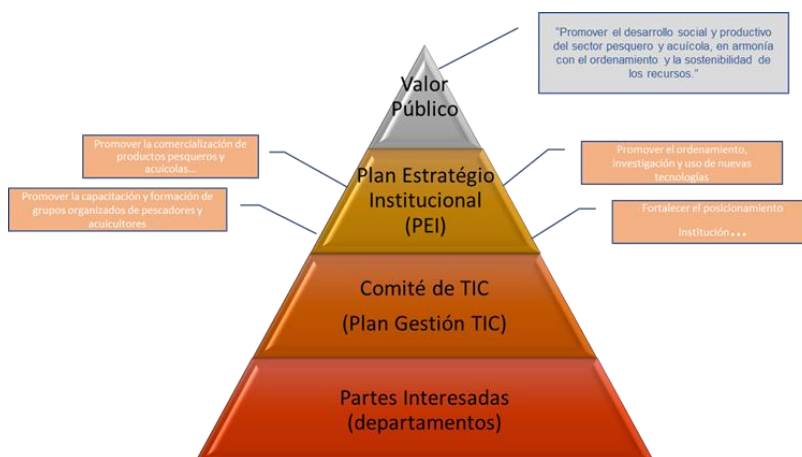 "Promover el desarrollo social y productivo
del sector pesquero y acuícola, en armonía
con el ordenamiento y la sostenibilidad de
los recursos."
Valor
Público
Promover la comercialización de
productos pesqueros y
acuícolas...
Promover el ordenamiento,
investigación y uso de nuevas
tecnologías
Plan Estratégio
Institucional
(PEI)
Promover la capacitación y formación de
grupos organizados de pescadores y
acuicultores
Fortalecer el posicionamiento
Institución...
Comité de TIC
(Plan Gestión TIC)
Partes Interesadas
(departamentos)